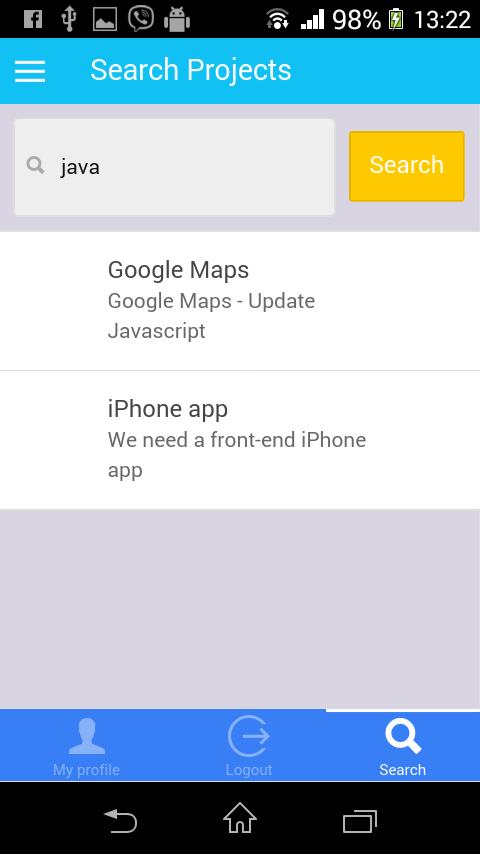 98% 13:22
Search Projects
java
Search
Google Maps
Google Maps - Update
Javascript
iPhone app
We need a front-end iPhone
app
My profile
Logout
Search